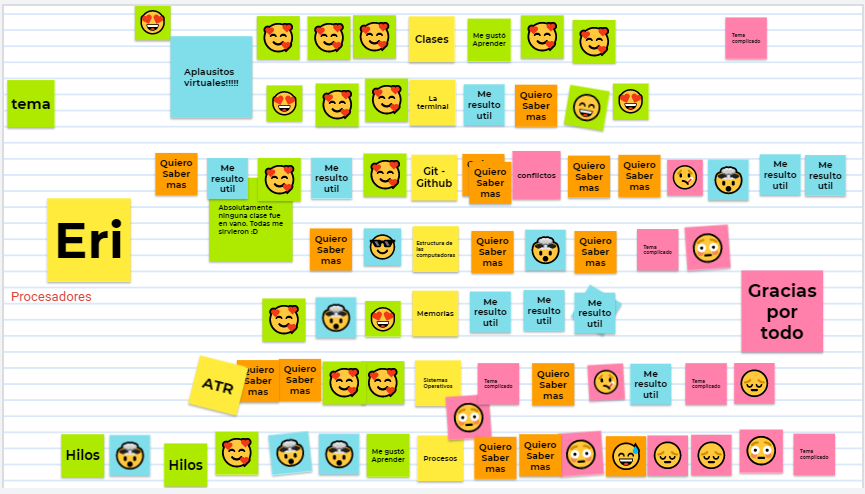 Aplausitos
virtuales!!!!!
Clases
Me gustó
Aprender
Tema
complicado
tema
La
terminal
Me
resulto
util
Quiero
Saber
mas
Quiero
Saber
mas
Me
resulto
util
Me
resulto
util
Git -
Github
Quiero
Saber
mas
conflictos
Quiero
Saber
mas
Quiero
Saber
mas
Me
resulto
util
Me
resulto
util
Absolutamente
ninguna clase fue
en vano. Todas me
sirvieron :D
Eri
Quiero
Saber
mas
Estructura de
las
computadoras
Quiero
Saber
mas
Quiero
Saber
mas
Tema
complicado
Procesadores
Memorias
Me
resulto
util
Me
resulto
util
Me
resulto
util
Gracias
por
todo
ATR
Quiero
Saber
mas
Sistemas
Operativos
Tema
complicado
Quiero
Saber
mas
Me
resulto
util
Tema
complicado
Hilos
Hilos
Me gustó
Aprender
Procesos
Quiero
Saber
mas
Quiero
Saber
mas
Tema
complicado